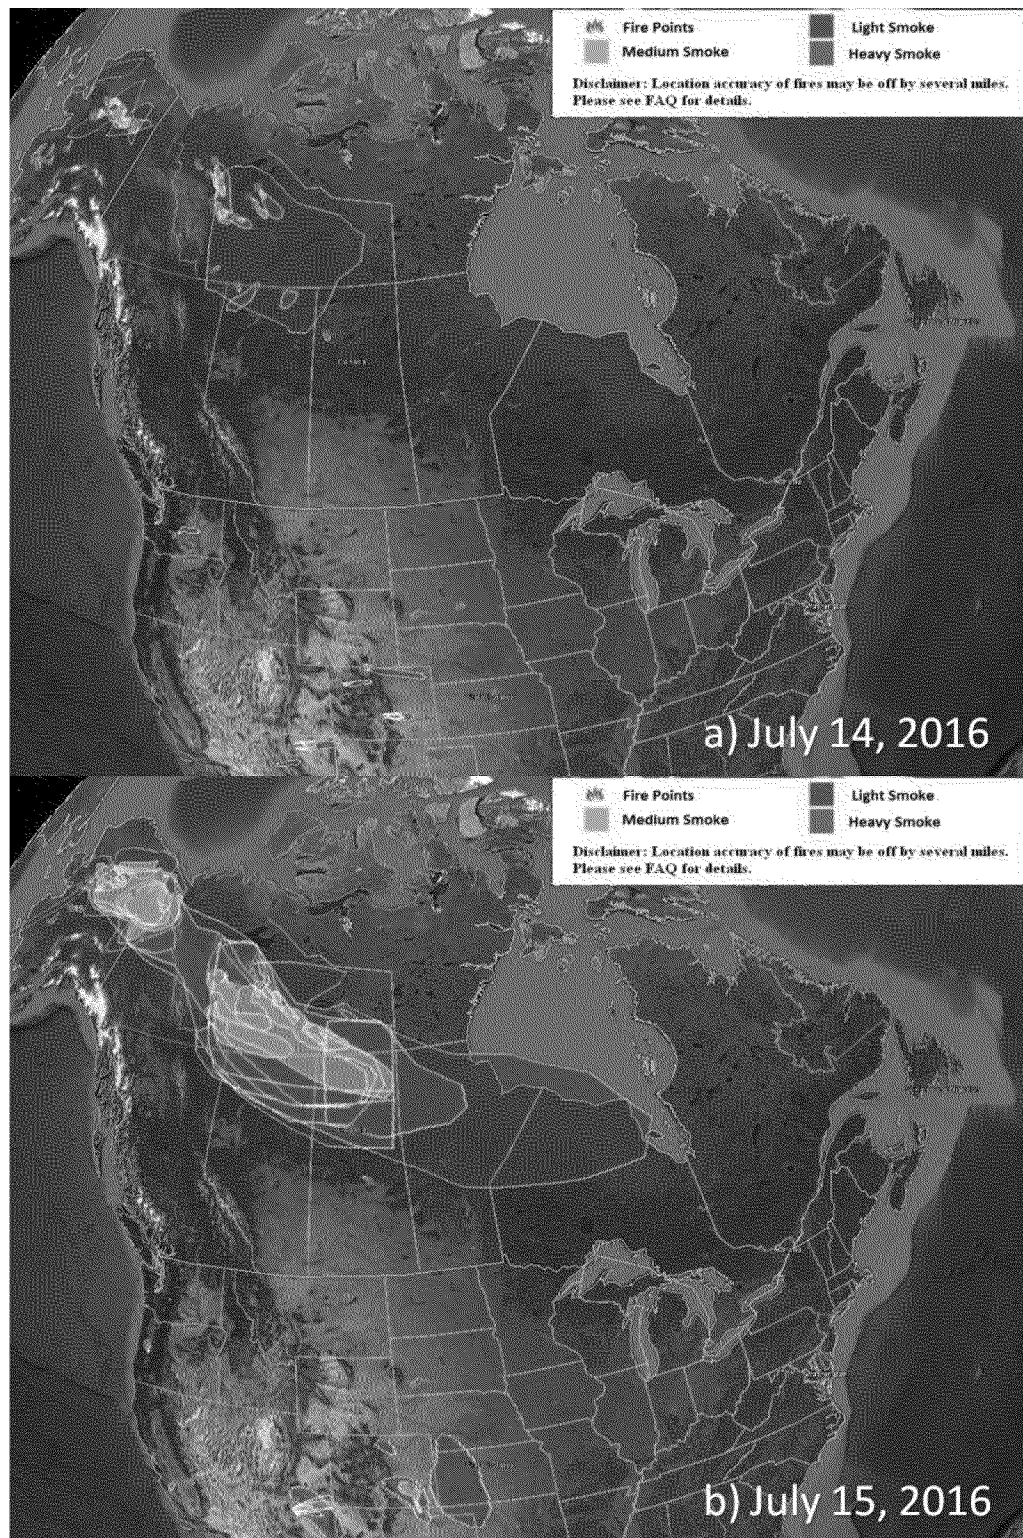 Fire Points
Light Smoke
Medium Smoke
Heavy Smoke
Disclaimer: Location accuracy of fires may be off by several miles.
Please see FAQ for details.
a) July 14, 2016
Fire Points
Light Smoke
Medium Smoke
Heavy Smoke
Disclaimer: Location accuracy of fires may be off by several miles.
Please see FAQ for details.
b) July 15, 2016